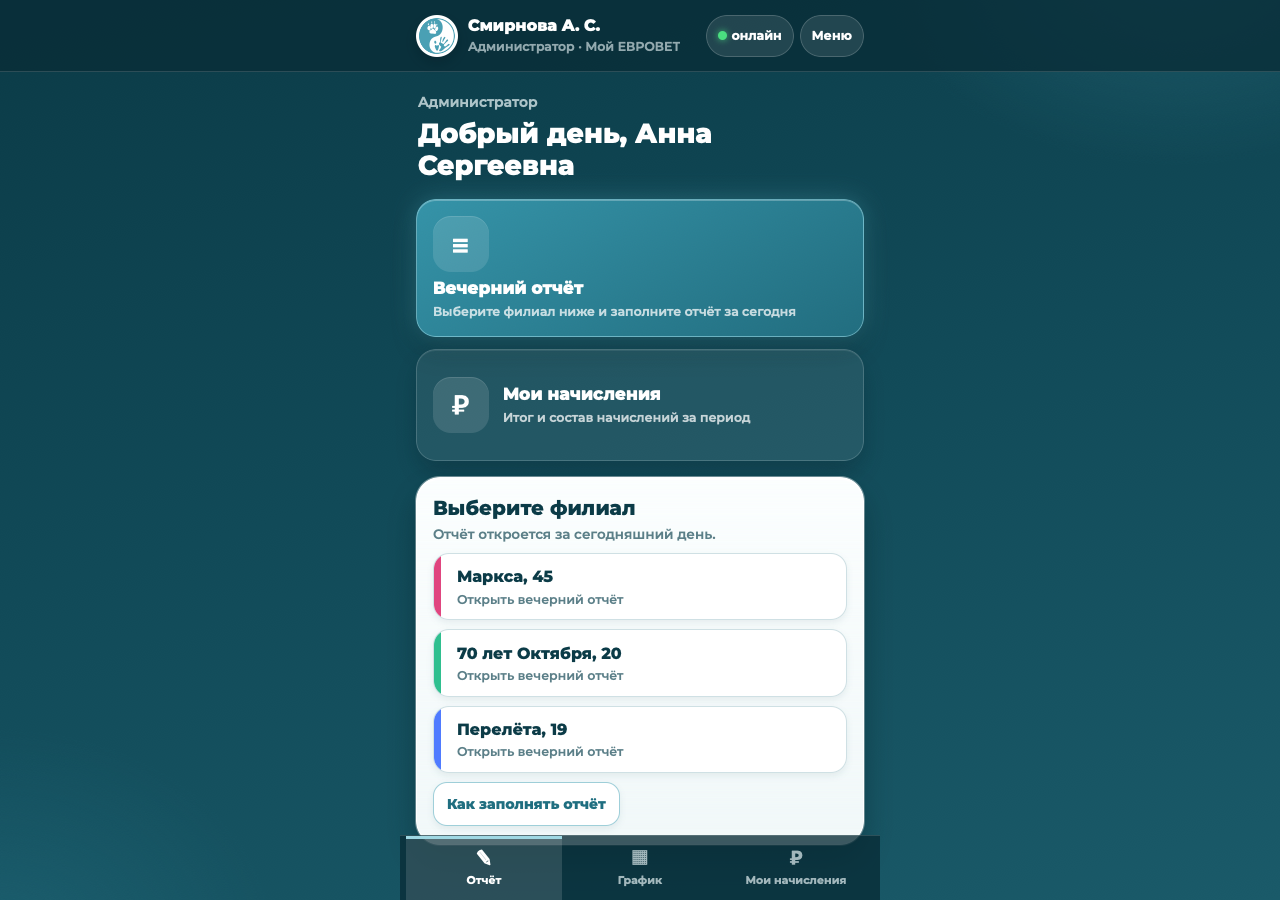 Смирнова А. С.
Администратор · Мой ЕВРОВЕТ
онлайн
Меню
Администратор
Добрый день, Анна
Сергеевна
Вечерний отчёт
Выберите филиал ниже и заполните отчёт за сегодня
₽
Мои начисления
Итог и состав начислений за период
Выберите филиал
Отчёт откроется за сегодняшний день.
Маркса, 45
Открыть вечерний отчёт
70 лет Октября, 20
Открыть вечерний отчёт
Перелёта, 19
Открыть вечерний отчёт
Как заполнять отчёт
Отчёт
График
₽
Мои начисления